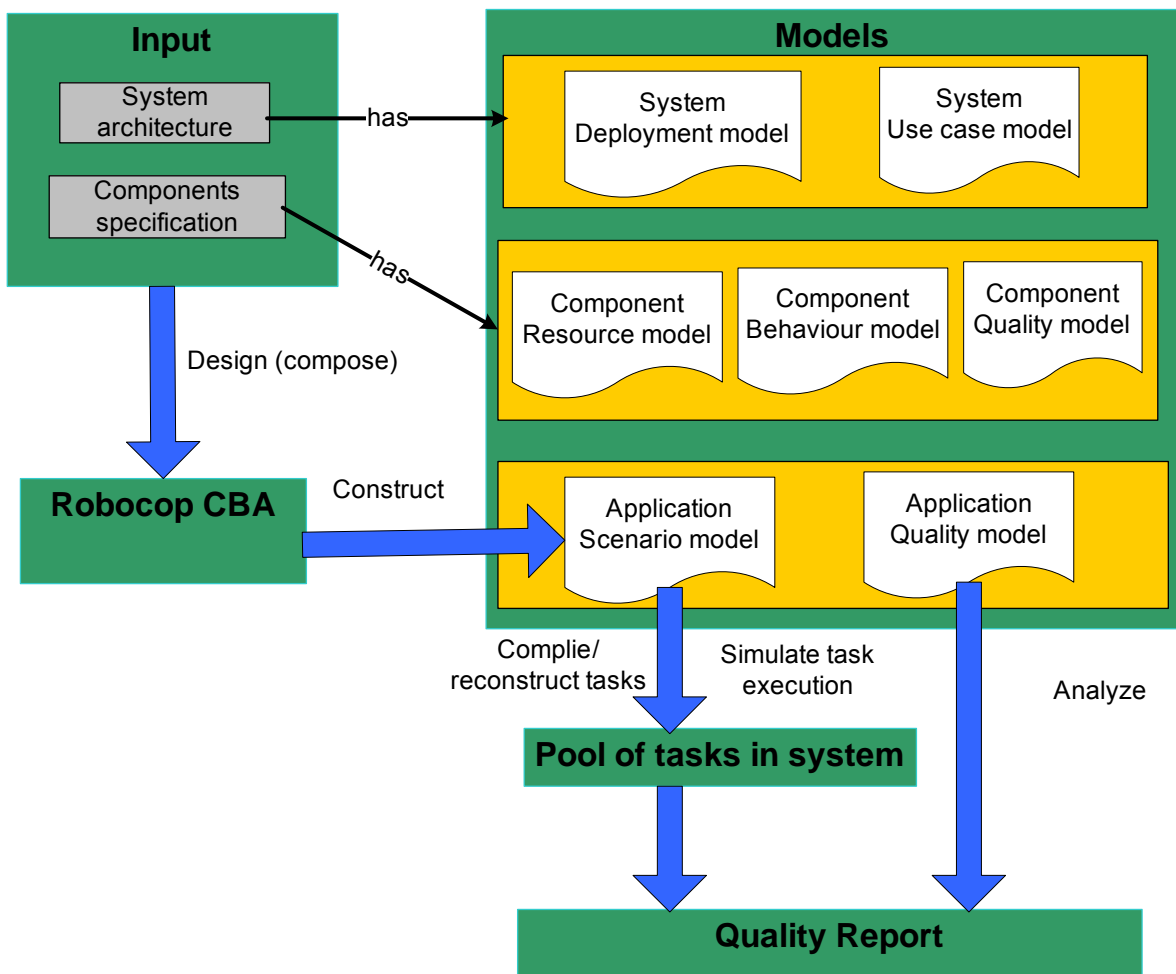 Input
System
architecture
Components
specification
has
has
Models
System
Deployment model
System
Use case model
Component
Resource model
Component
Behaviour model
Component
Quality model
Design (compose)
Robocop CBA
Construct
Application
Scenario model
Application
Quality model
Complie/
reconstruct tasks
Simulate task
execution
Analyze
Pool of tasks in system
Quality Report